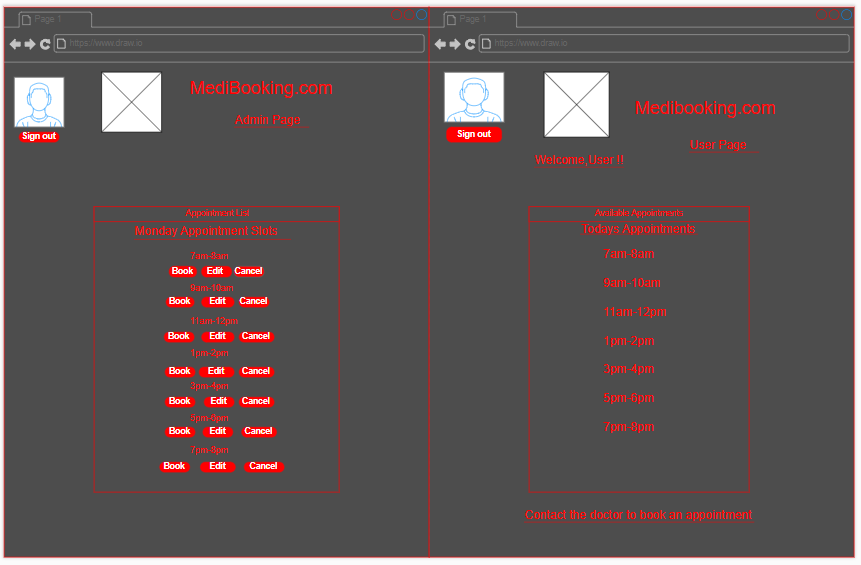 Page 1
https://www.draw.io
MediBooking.com
Admin Page
Sign out
Appointment List
Monday Appointment Slots
7am-8am
Book Edit Cancel
9am-10am
Book Edit Cancel
11am-12pm
Book Edit Cancel
1pm-2pm
Book Edit Cancel
3pm-4pm
Book Edit Cancel
5pm-6pm
Book Edit Cancel
7pm-8pm
Book Edit Cancel
Page 1
https://www.draw.io
Medibooking.com
Sign out
User Page
Welcome,User !!
Available Appointments
Todays Appointments
7am-8am
9am-10am
11am-12pm
1pm-2pm
3pm-4pm
5pm-6pm
7pm-8pm
Contact the doctor to book an appointment